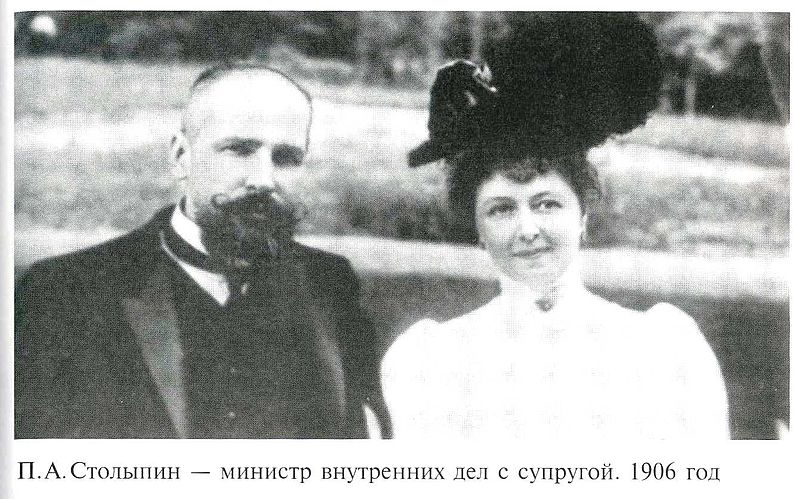 П.А.Столыпин — министр внутренних дел с супругой. 1906 год